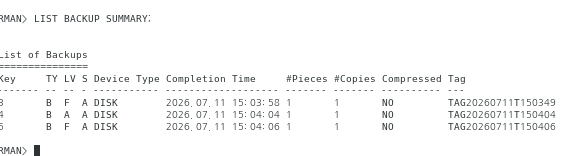 RMAN> LIST BACKUP SUMMARY;
List of Backups
===============
Key TY LV S Device Type Completion Time #Pieces #Copies Compressed Tag
------- -- -- - ----------- ------------------- ------- ------- ---------- ---
3 B F A DISK 2026.07.11 15:03:58 1 1 NO TAG20260711T150349
4 B A A DISK 2026.07.11 15:04:04 1 1 NO TAG20260711T150404
5 B F A DISK 2026.07.11 15:04:06 1 1 NO TAG20260711T150406
RMAN>